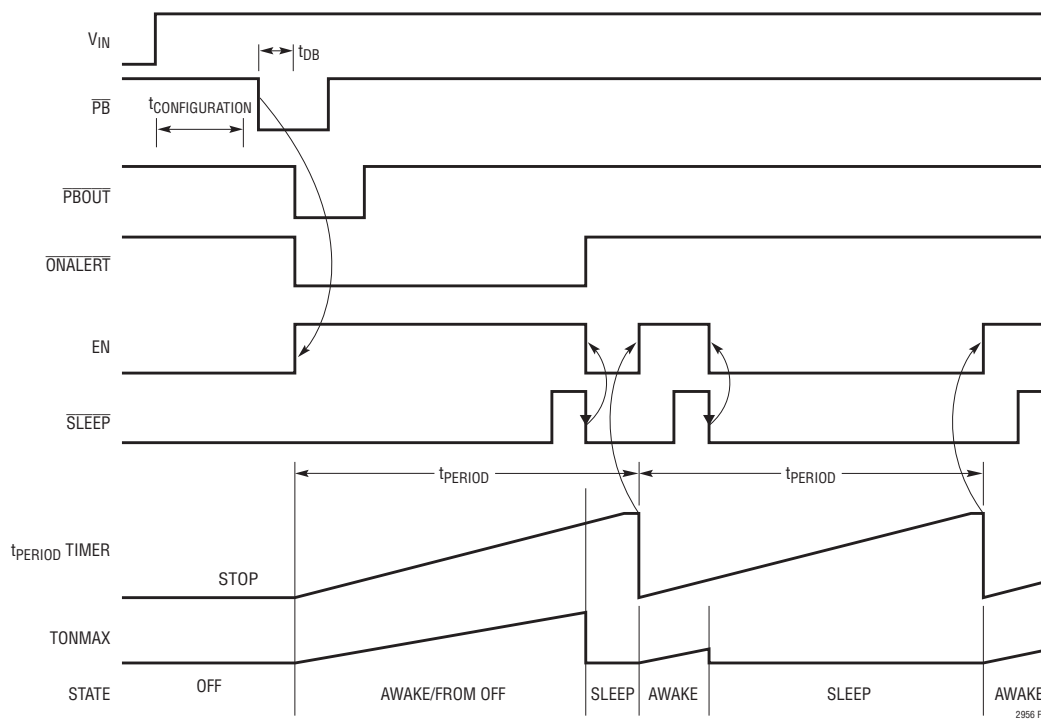 VIN
tDB
PB
tCONFIGURATION
PBOUT
ONALERT
EN
SLEEP
tPERIOD tPERIOD
tPERIOD TIMER
STOP
TONMAX
STATE OFF AWAKE/FROM OFF SLEEP AWAKE SLEEP AWAKE
2956 F